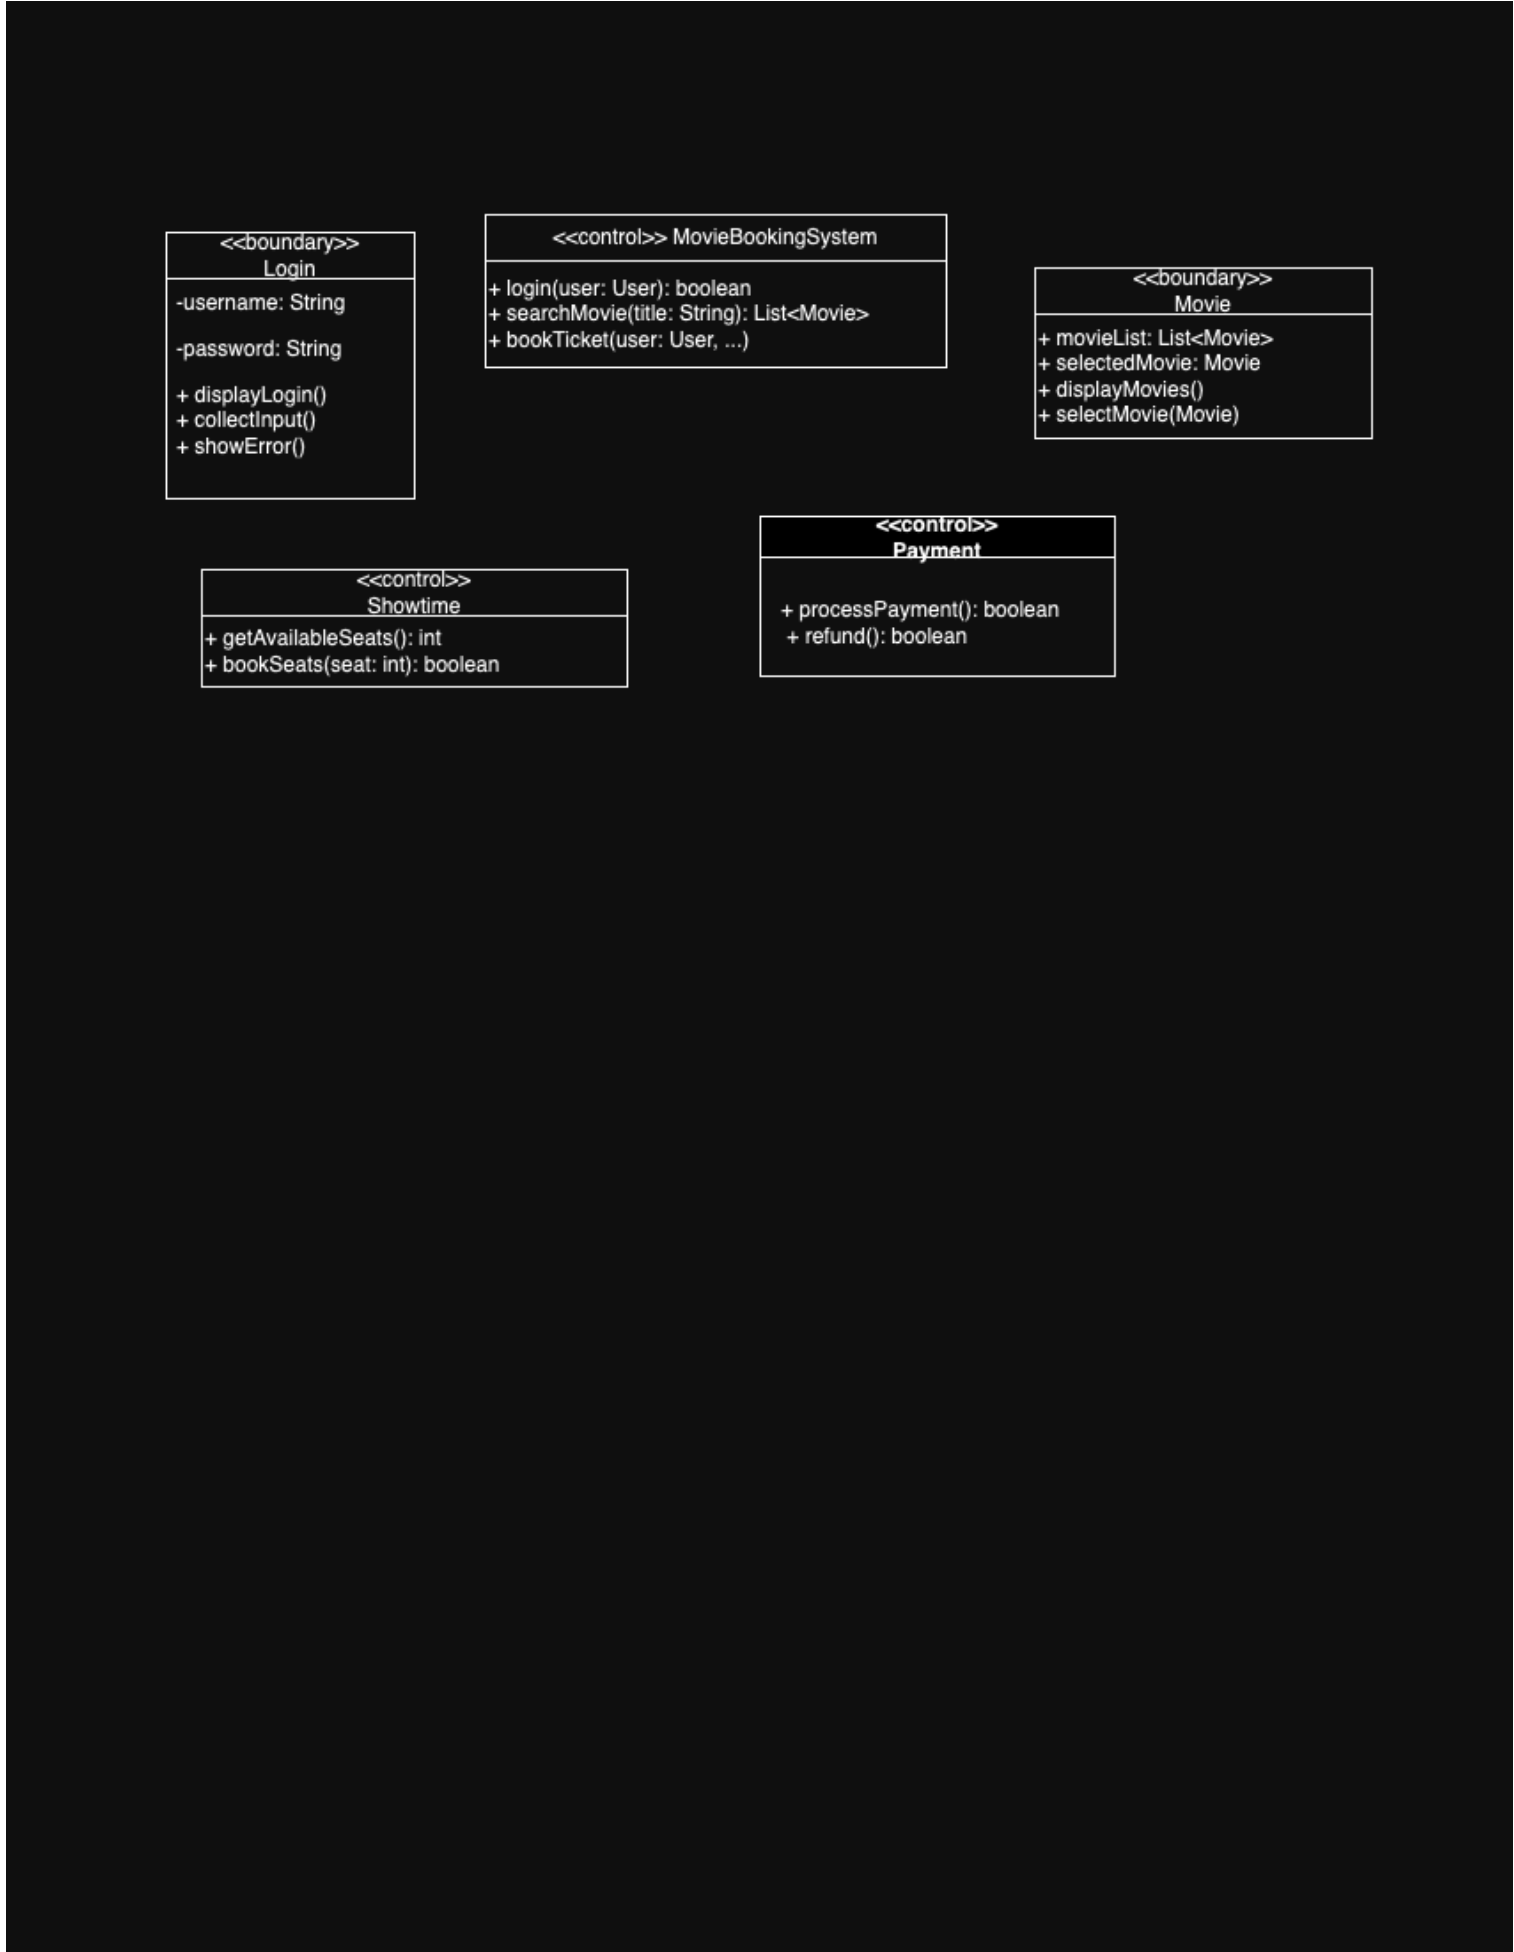 <<boundary>>
Login
-username: String
-password: String
+ displayLogin()
+ collectInput()
+ showError()
<<control>> MovieBookingSystem
+ login(user: User): boolean
+ searchMovie(title: String): List<Movie>
+ bookTicket(user: User, ...)
<<boundary>>
Movie
+ movieList: List<Movie>
+ selectedMovie: Movie
+ displayMovies()
+ selectMovie(Movie)
<<control>>
Showtime
+ getAvailableSeats(): int
+ bookSeats(seat: int): boolean
<<control>>
Payment
+ processPayment(): boolean
+ refund(): boolean